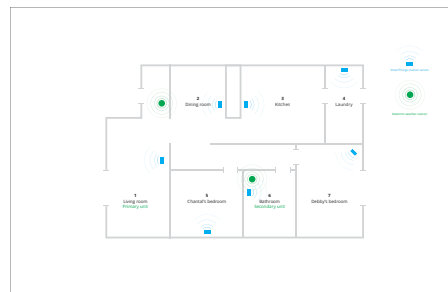 2
Dining room
3
Kitchen
4
Laundry
1
Living room
Primary unit
5
Chantal's bedroom
6
Bathroom
Secondary unit
7
Debby's bedroom